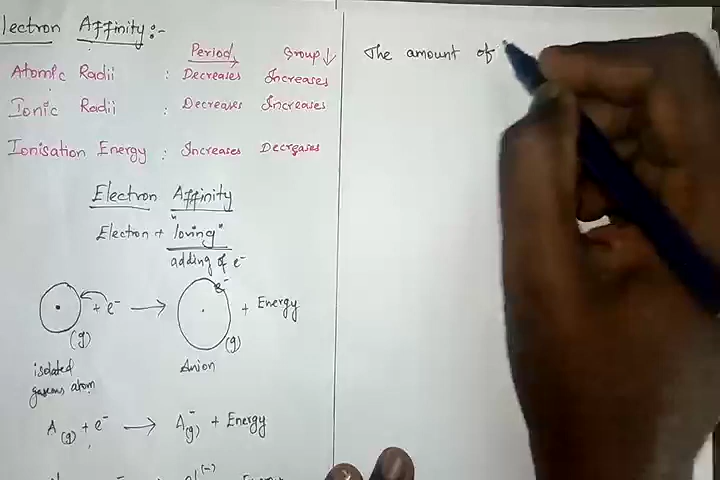 lectron Affinity:-
Period Group ↓
Atomic Radii : Decreases Increases
Ionic Radii : Decreases Increases
Ionisation Energy : Increases Decreases
Electron Affinity
Electron + "loving"
adding of e⁻
+ e⁻ → e⁻ + Energy
(g) (g)
isolated Anion
gaseous atom
A(g) + e⁻ → A⁻(g) + Energy
The amount of